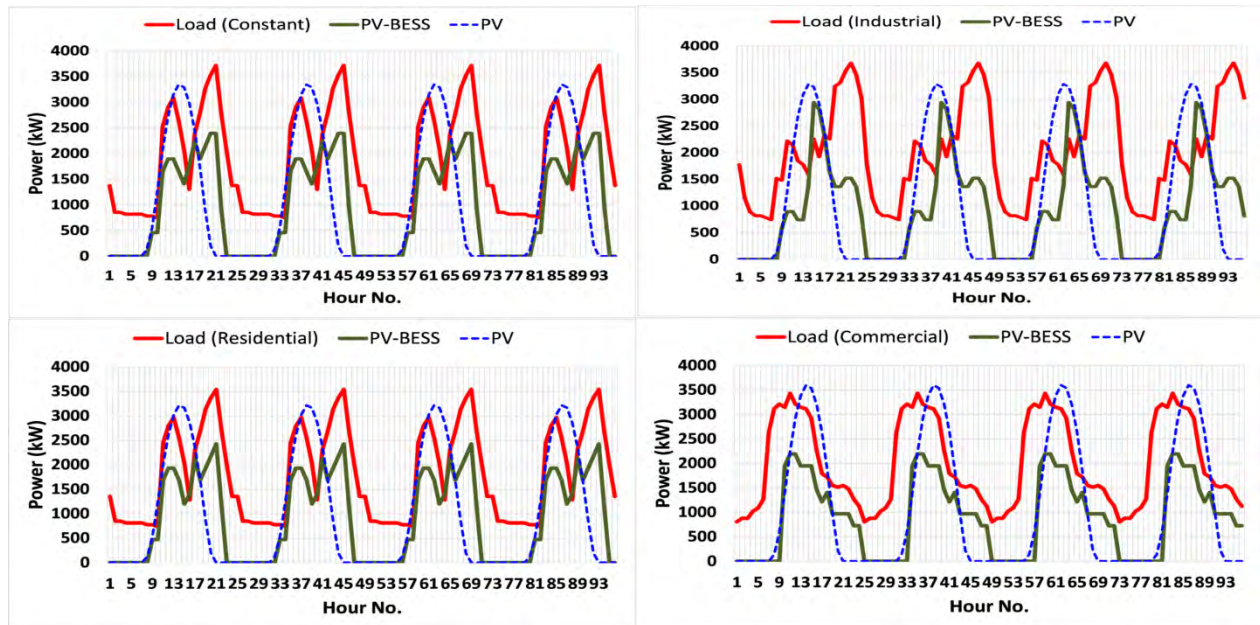 Load (Constant) PV-BESS PV
Power (kW)
4000
3500
3000
2500
2000
1500
1000
500
0
1 5 9 13 17 21 25 29 33 37 41 45 49 53 57 61 65 69 73 77 81 85 89 93
Hour No.
Load (Industrial) PV-BESS PV
Power (kW)
4000
3500
3000
2500
2000
1500
1000
500
0
1 5 9 13 17 21 25 29 33 37 41 45 49 53 57 61 65 69 73 77 81 85 89 93
Hour No.
Load (Residential) PV-BESS PV
Power (kW)
4000
3500
3000
2500
2000
1500
1000
500
0
1 5 9 13 17 21 25 29 33 37 41 45 49 53 57 61 65 69 73 77 81 85 89 93
Hour No.
Load (Commercial) PV-BESS PV
Power (kW)
4000
3500
3000
2500
2000
1500
1000
500
0
1 5 9 13 17 21 25 29 33 37 41 45 49 53 57 61 65 69 73 77 81 85 89 93
Hour No.